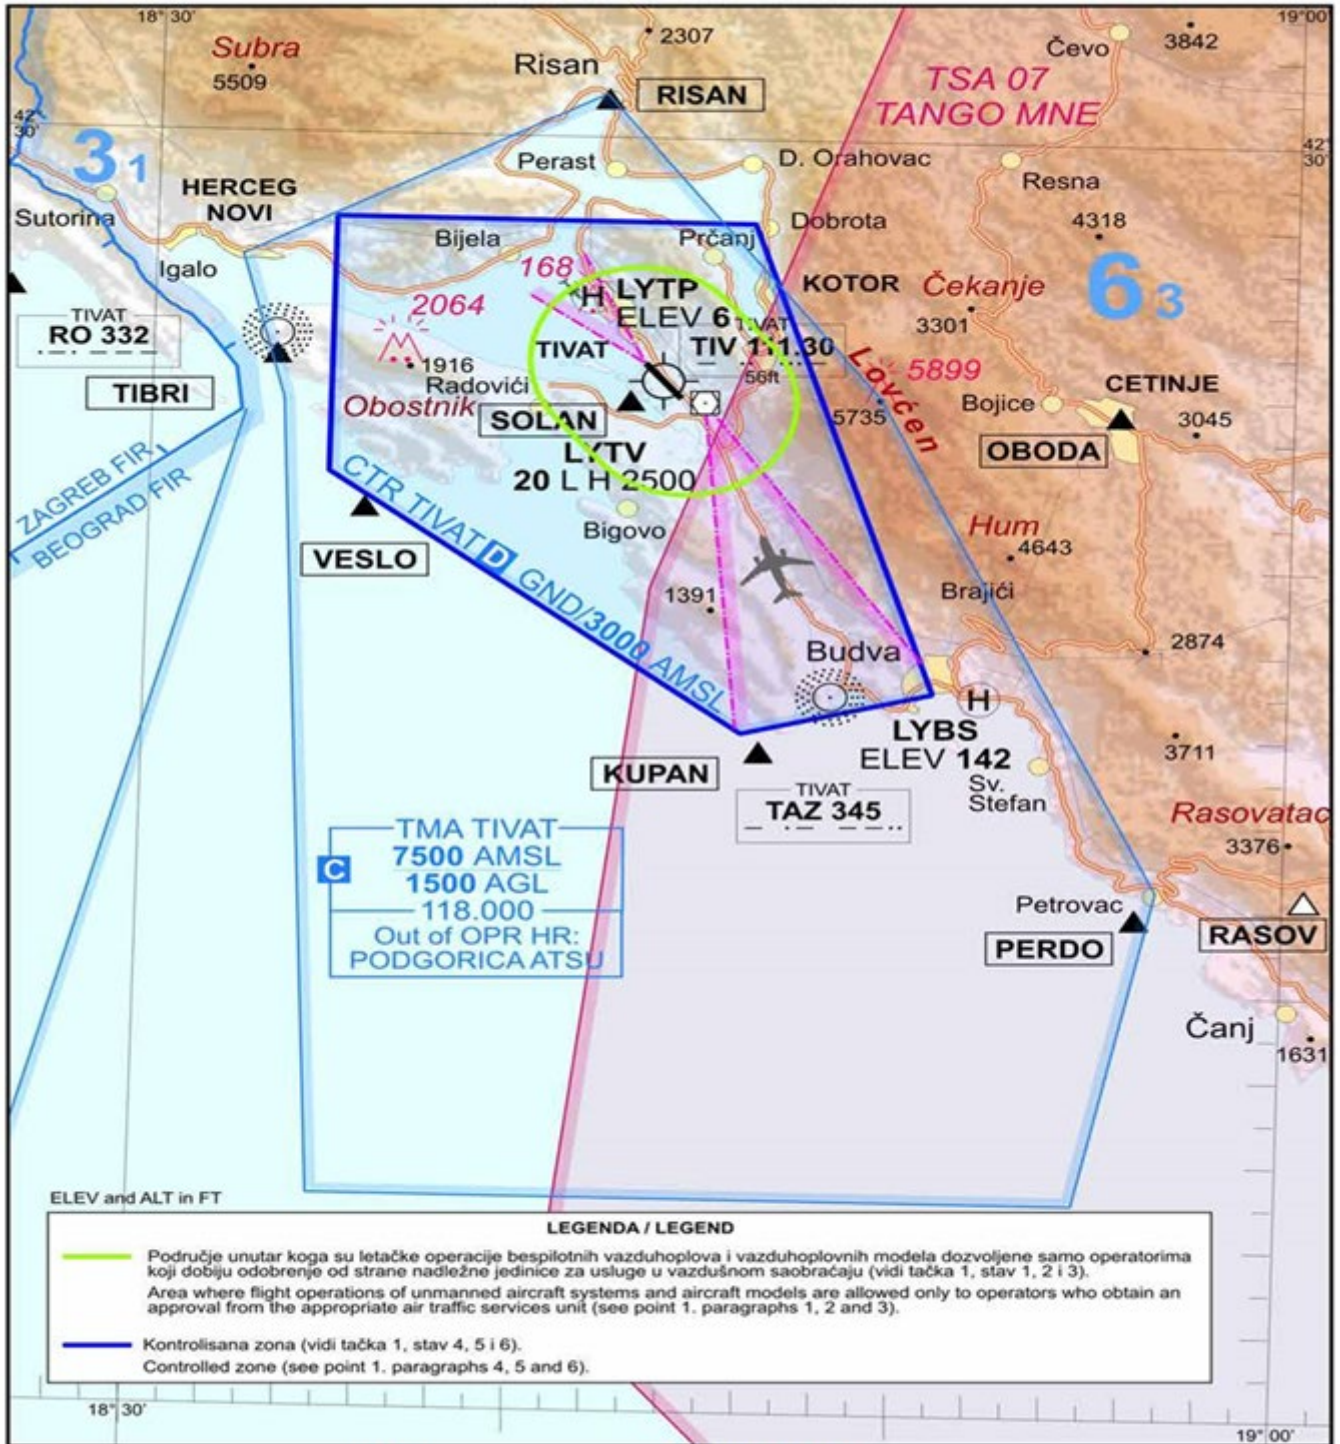 18° 30'
19° 00'
Subra
5509
2307
Čevo
3842
Risan
RISAN
TSA 07
TANGO MNE
42°
30'
42°
30'
3 1
Perast
D. Orahovac
Resna
HERCEG
NOVI
Sutorina
4318
Bijela
Prčanj
Dobrota
Igalo
168
KOTOR
Čekanje
6 3
H
LYTP
ELEV 6
2064
3301
TIVAT
RO 332
TIVAT
TIVAT
TIV 111.30
56ft
1916
Radovići
Obostnik
Lovćen
5899
5735
CETINJE
TIBRI
SOLAN
Bojice
3045
OBODA
LYTV
20 L H 2500
ZAGREB FIR
BEOGRAD FIR
CTR TIVAT D GND/3000 AMSL
Bigovo
Hum
4643
VESLO
1391
Brajići
2874
Budva
H
LYBS
ELEV 142
3711
KUPAN
Sv.
Stefan
TIVAT
TAZ 345
Rasovatac
3376
TMA TIVAT
7500 AMSL
C
1500 AGL
118.000
Out of OPR HR:
PODGORICA ATSU
Petrovac
PERDO
RASOV
Čanj
1631
ELEV and ALT in FT
LEGENDA / LEGEND
Područje unutar koga su letačke operacije bespilotnih vazduhoplova i vazduhoplovnih modela dozvoljene samo operatorima
koji dobiju odobrenje od strane nadležne jedinice za usluge u vazdušnom saobraćaju (vidi tačka 1, stav 1, 2 i 3).
Area where flight operations of unmanned aircraft systems and aircraft models are allowed only to operators who obtain an
approval from the appropriate air traffic services unit (see point 1. paragraphs 1, 2 and 3).
Kontrolisana zona (vidi tačka 1, stav 4, 5 i 6).
Controlled zone (see point 1. paragraphs 4, 5 and 6).
18° 30'
19° 00'